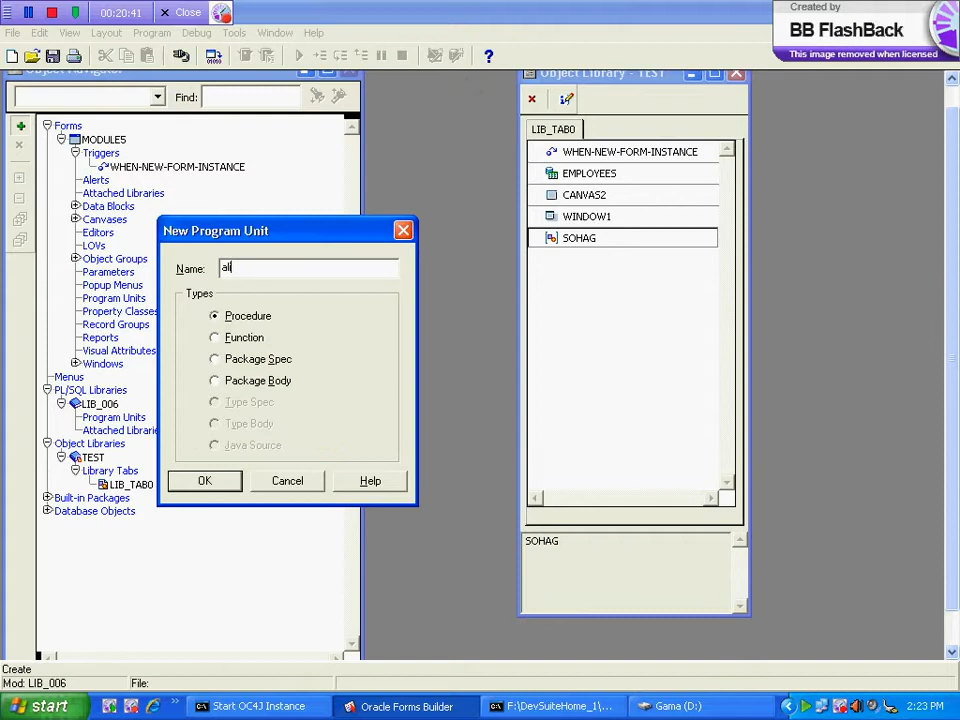 00:20:41 Close
Created by
BB FlashBack
This image removed when licensed
File Edit View Layout Program Debug Tools Window Help
Object Navigator
Object Library - TEST
Find:
Forms
MODULE5
Triggers
WHEN-NEW-FORM-INSTANCE
Alerts
Attached Libraries
Data Blocks
Canvases
Editors
LOVs
Object Groups
Parameters
Popup Menus
Program Units
Property Classes
Record Groups
Reports
Visual Attributes
Windows
Menus
PL/SQL Libraries
LIB_006
Program Units
Attached Librarie
Object Libraries
TEST
Library Tabs
LIB_TAB0
Built-in Packages
Database Objects
New Program Unit
Name: ali
Types
Procedure
Function
Package Spec
Package Body
Type Spec
Type Body
Java Source
OK Cancel Help
LIB_TAB0
WHEN-NEW-FORM-INSTANCE
EMPLOYEES
CANVAS2
WINDOW1
SOHAG
SOHAG
Create
Mod: LIB_006 File:
start Start OC4J Instance Oracle Forms Builder F:\DevSuiteHome_1\... Gama (D:) 2:23 PM